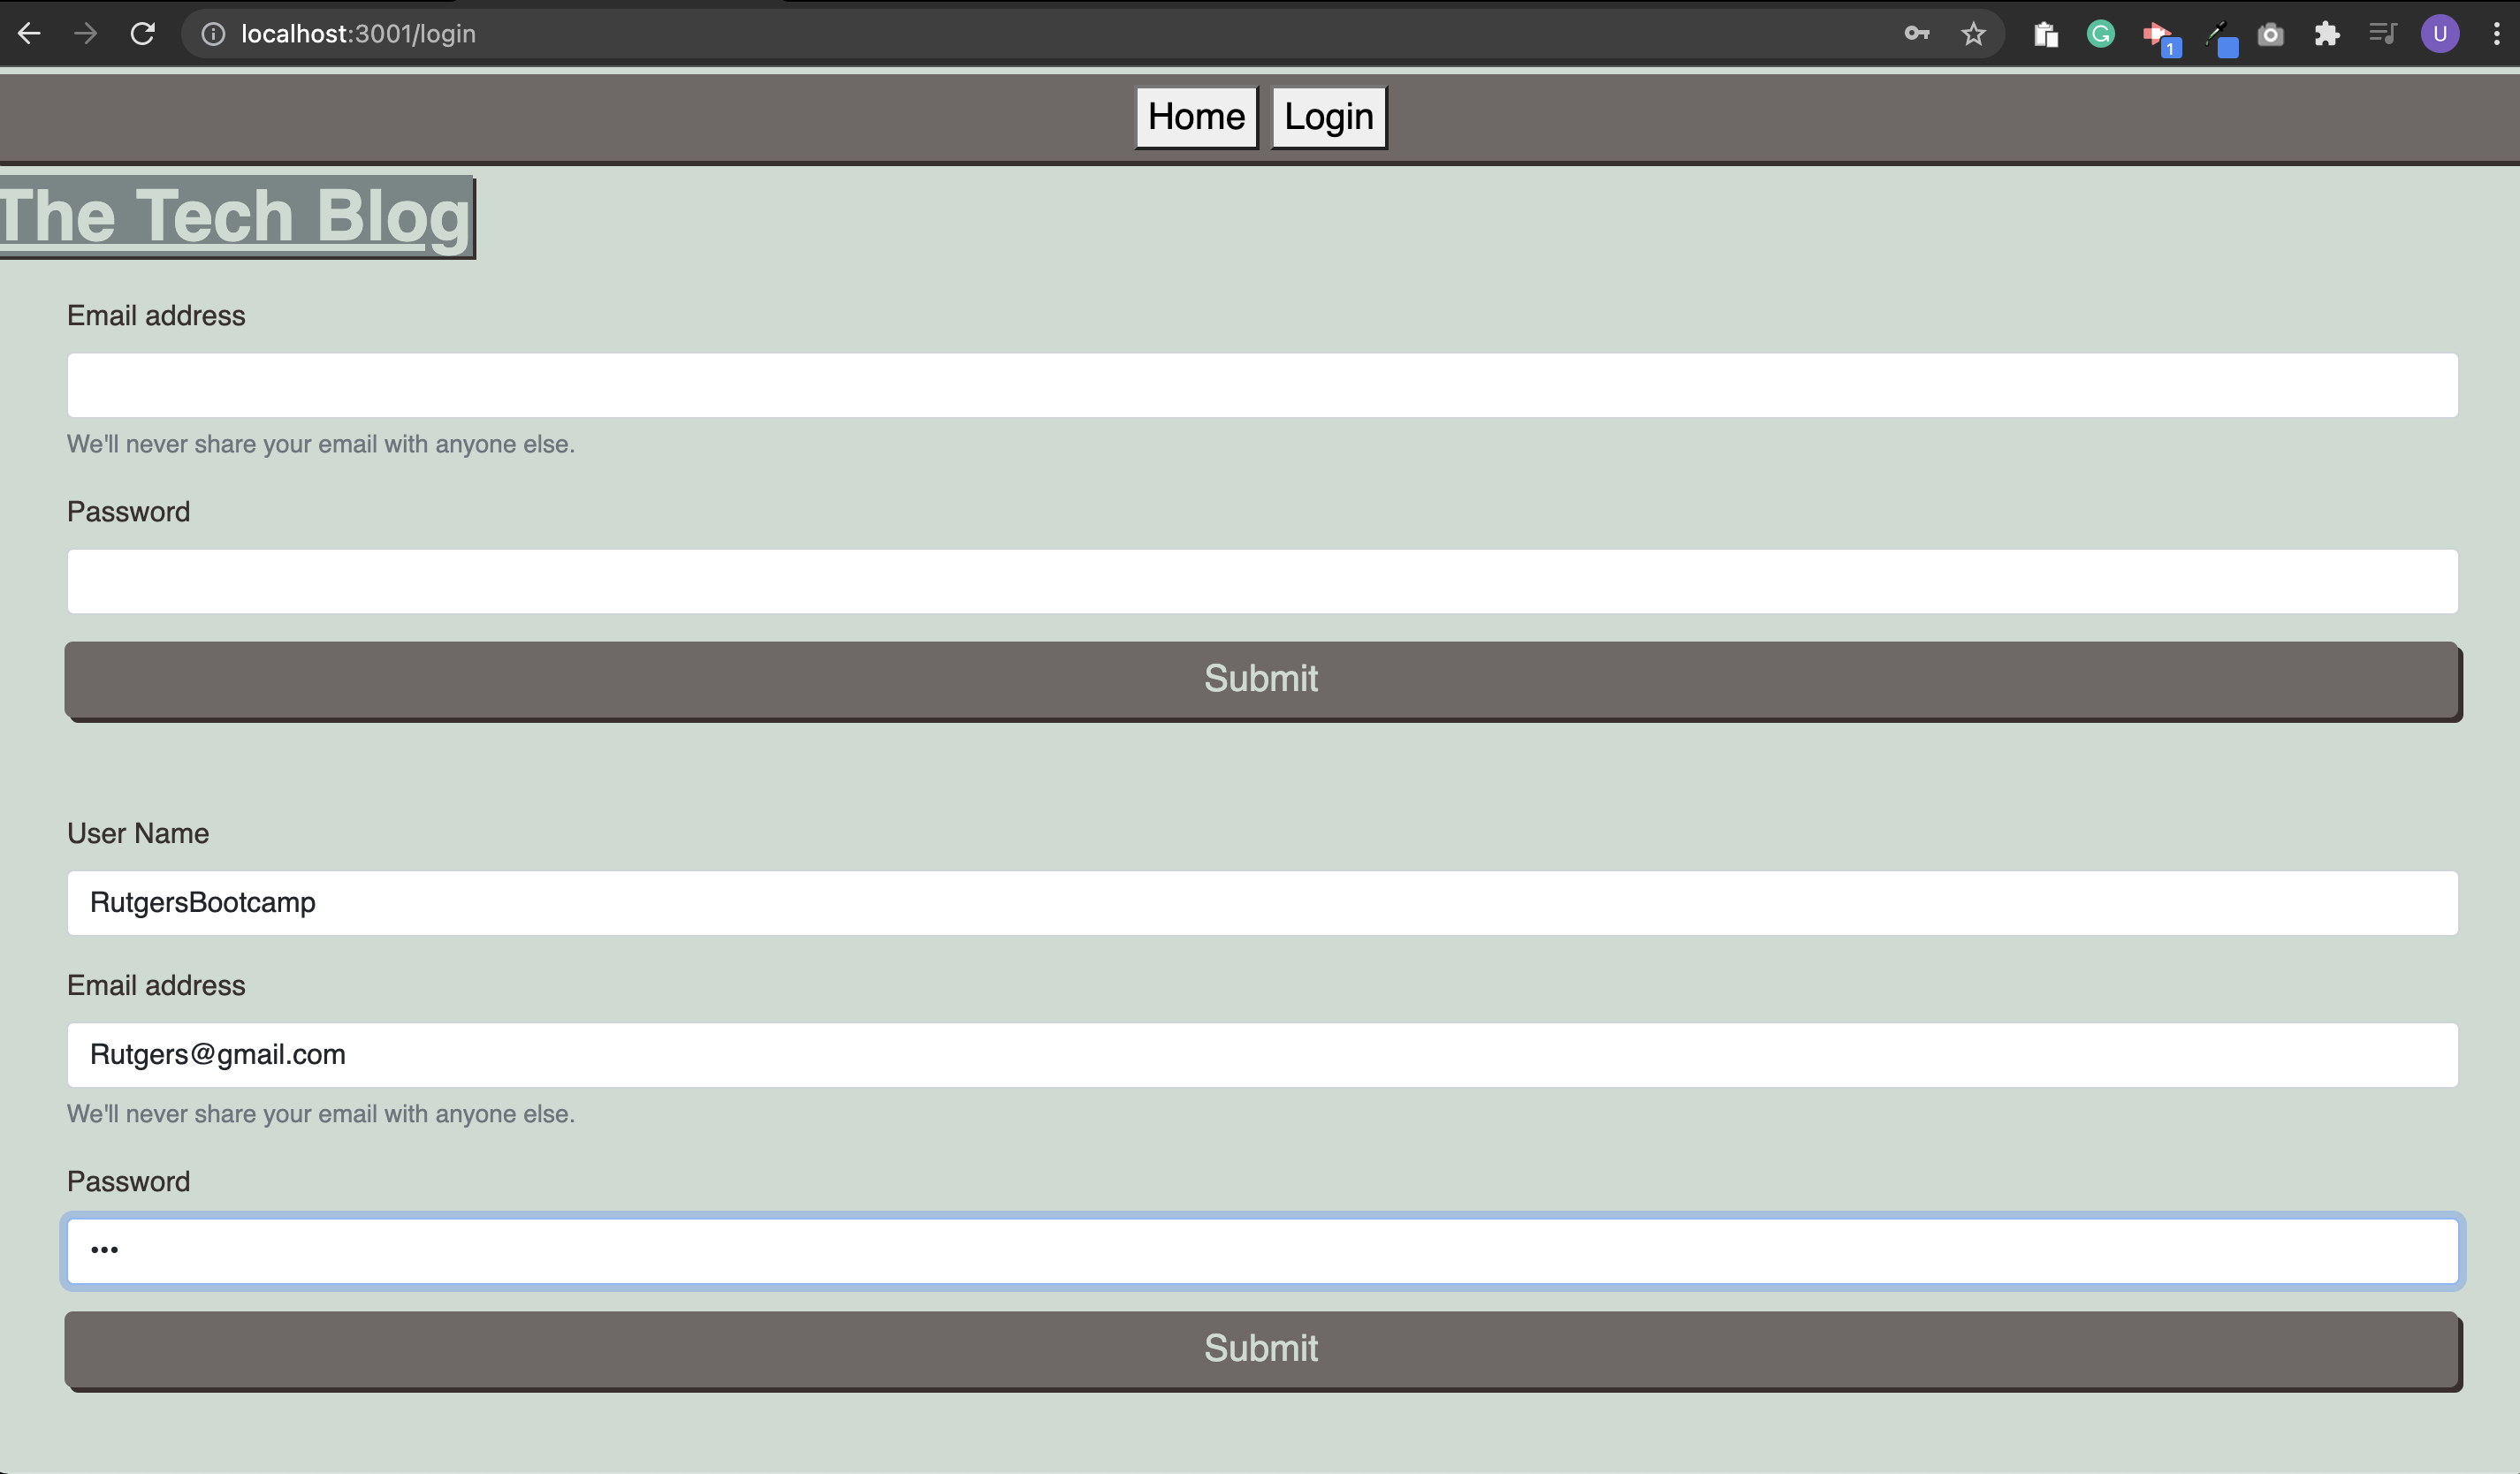 localhost:3001/login
1
U
Home Login
The Tech Blog
Email address
We'll never share your email with anyone else.
Password
Submit
User Name
RutgersBootcamp
Email address
Rutgers@gmail.com
We'll never share your email with anyone else.
Password
•••
Submit